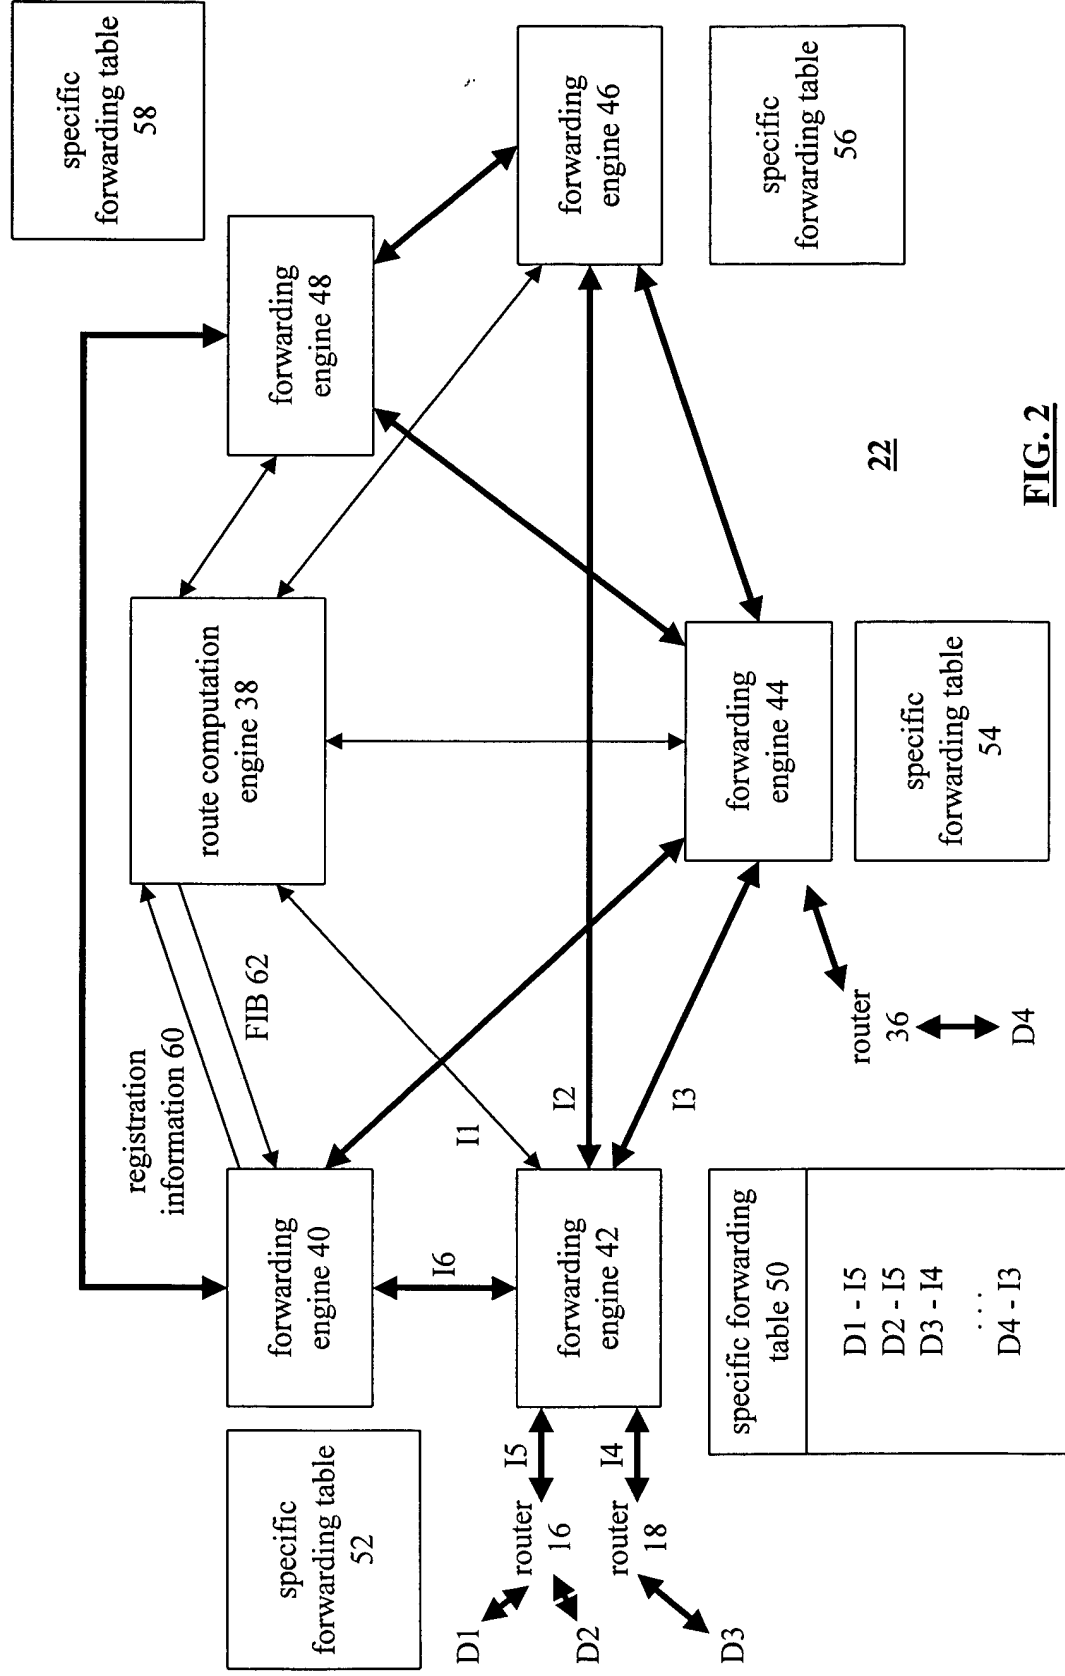 specific
forwarding table
58
forwarding
engine 48
forwarding
engine 46
specific
forwarding table
56
route computation
engine 38
registration
information 60
FIB 62
forwarding
engine 40
I6
forwarding
engine 42
I1
I2
I3
forwarding
engine 44
specific
forwarding table
54
specific
forwarding table
52
I5
I4
router
16
router
18
D1
D2
D3
router
36
D4
specific forwarding
table 50
D1 - I5
D2 - I5
D3 - I4
. . .
D4 - I3
22
FIG. 2